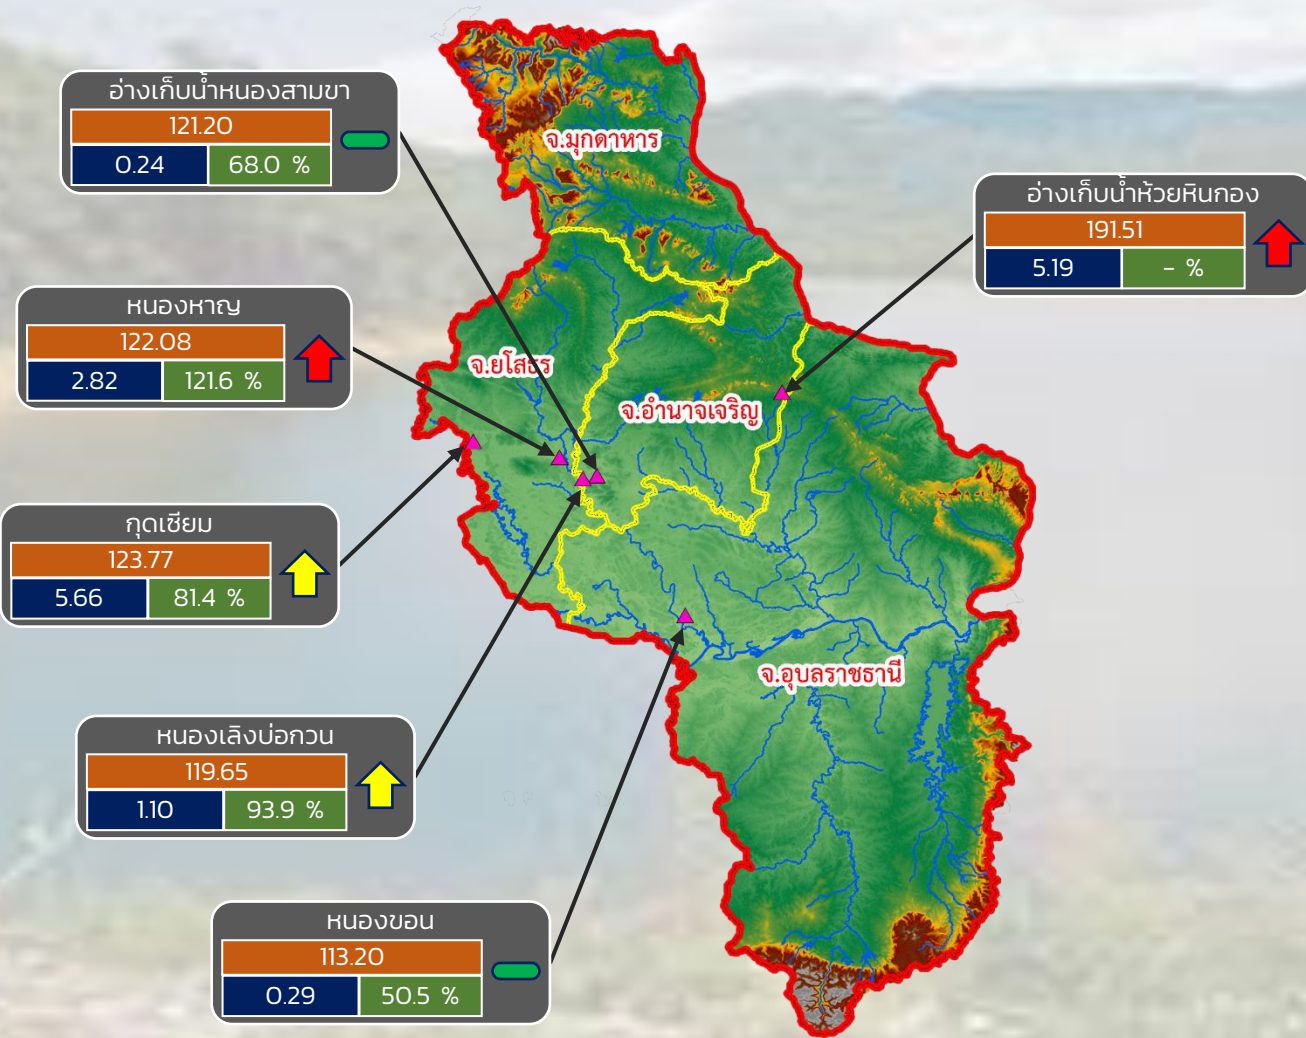 อ่างเก็บน้ำหนองสามขา
121.20
0.24 68.0 %
จ.มุกดาหาร
อ่างเก็บน้ำห้วยหินกอง
191.51
5.19 - %
หนองหาญ
122.08
2.82 121.6 %
จ.ยโสธร
จ.อำนาจเจริญ
กุดเซียม
123.77
5.66 81.4 %
จ.อุบลราชธานี
หนองเลิงบ่อกวน
119.65
1.10 93.9 %
หนองขอน
113.20
0.29 50.5 %